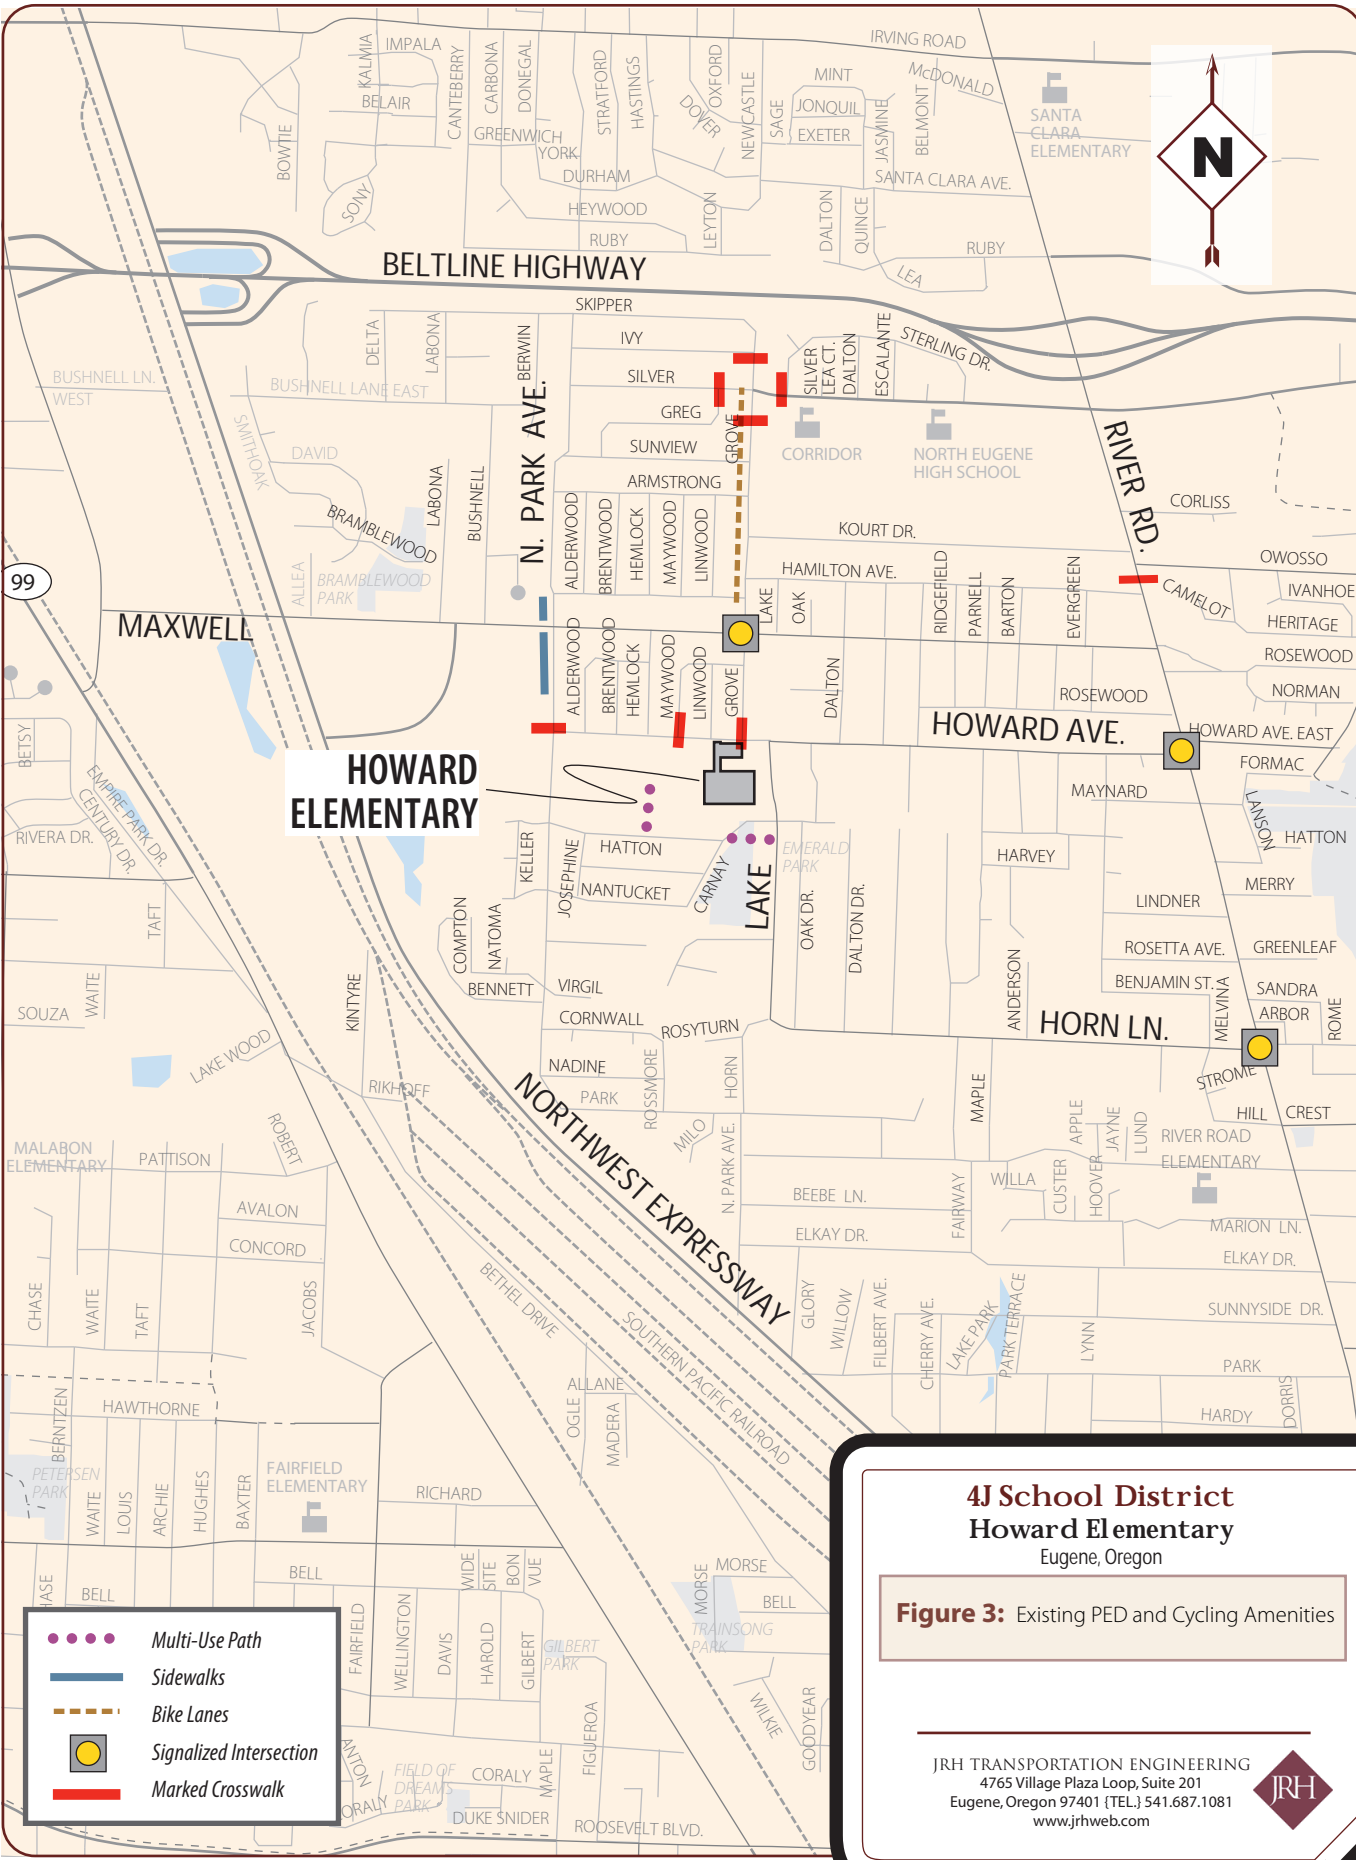 IRVING ROAD
IMPALA
KALMIA
BELAIR
CANTEBERRY
CARBONA
DONEGAL
STRATFORD
HASTINGS
DOVER
OXFORD
NEWCASTLE
SAGE
MINT
JONQUIL
EXETER
JASMINE
BELMONT
McDONALD
SANTA
CLARA
ELEMENTARY
N
BOWTIE
GREENWICH
YORK
DURHAM
SONY
HEYWOOD
RUBY
LEYTON
DALTON
QUINCE
SANTA CLARA AVE.
LEA
RUBY
BELTLINE HIGHWAY
SKIPPER
IVY
SILVER
GREG
SUNVIEW
ARMSTRONG
GROVE
DELTA
LABONA
BERWIN
N. PARK AVE.
SILVER
LEA CT.
DALTON
ESCALANTE
STERLING DR.
BUSHNELL LN.
WEST
BUSHNELL LANE EAST
SMITHOAK
DAVID
BRAMBLEWOOD
LABONA
BUSHNELL
CORRIDOR
NORTH EUGENE
HIGH SCHOOL
RIVER RD.
CORLISS
ALDERWOOD
BRENTWOOD
HEMLOCK
MAYWOOD
LINWOOD
KOURT DR.
HAMILTON AVE.
OWOSSO
99
ALLEA
BRAMBLEWOOD
PARK
LAKE
OAK
RIDGEFIELD
PARNELL
BARTON
EVERGREEN
CAMELOT
IVANHOE
HERITAGE
MAXWELL
ALDERWOOD
BRENTWOOD
HEMLOCK
MAYWOOD
LINWOOD
GROVE
DALTON
ROSEWOOD
ROSEWOOD
NORMAN
HOWARD AVE.
HOWARD AVE. EAST
BETSY
HOWARD
ELEMENTARY
FORMAC
MAYNARD
LANSON
HATTON
EMPIRE PARK DR.
CENTURY DR.
RIVERA DR.
KELLER
JOSEPHINE
HATTON
NANTUCKET
CARNAY
LAKE
EMERALD
PARK
HARVEY
MERRY
LINDNER
TAFT
COMPTON
NATOMA
OAK DR.
DALTON DR.
ROSETTA AVE.
GREENLEAF
WAITE
KINTYRE
BENNETT
VIRGIL
ANDERSON
BENJAMIN ST.
MELVINA
SANDRA
ARBOR
ROME
SOUZA
CORNWALL
ROSYTURN
HORN LN.
LAKE WOOD
NADINE
ROSSMORE
HORN
STROME
RIKHOFF
PARK
MAPLE
HILL
CREST
ROBERT
MILO
N. PARK AVE.
APPLE
JAYNE
LUND
RIVER ROAD
ELEMENTARY
MALABON
ELEMENTARY
PATTISON
NORTHWEST EXPRESSWAY
BEEBE LN.
FAIRWAY
WILLA
CUSTER
HOOVER
AVALON
ELKAY DR.
MARION LN.
CONCORD
ELKAY DR.
CHASE
WAITE
TAFT
JACOBS
BETHEL DRIVE
SOUTHERN PACIFIC RAILROAD
GLORY
WILLOW
FILBERT AVE.
CHERRY AVE.
LAKE PARK
PARK TERRACE
LYNN
SUNNYSIDE DR.
PARK
ALLANE
OGLE
MADERA
HARDY
DORRIS
BERNTZEN
HAWTHORNE
PETERSEN
PARK
WAITE
LOUIS
ARCHIE
HUGHES
BAXTER
FAIRFIELD
ELEMENTARY
RICHARD
4J School District
Howard Elementary
Eugene, Oregon
Figure 3: Existing PED and Cycling Amenities
BELL
BELL
WIDE
SITE
BON
VUE
MORSE
MORSE
BELL
TRAINSONG
PARK
FAIRFIELD
WELLINGTON
DAVIS
HAROLD
GILBERT
GILBERT
PARK
WILKIE
GOODYEAR
FIGUEROA
MAPLE
FIELD OF
DREAMS
PARK
CORALY
DUKE SNIDER
ROOSEVELT BLVD.
Multi-Use Path
Sidewalks
Bike Lanes
Signalized Intersection
Marked Crosswalk
JRH TRANSPORTATION ENGINEERING
4765 Village Plaza Loop, Suite 201
Eugene, Oregon 97401 {TEL.} 541.687.1081
www.jrhweb.com
JRH